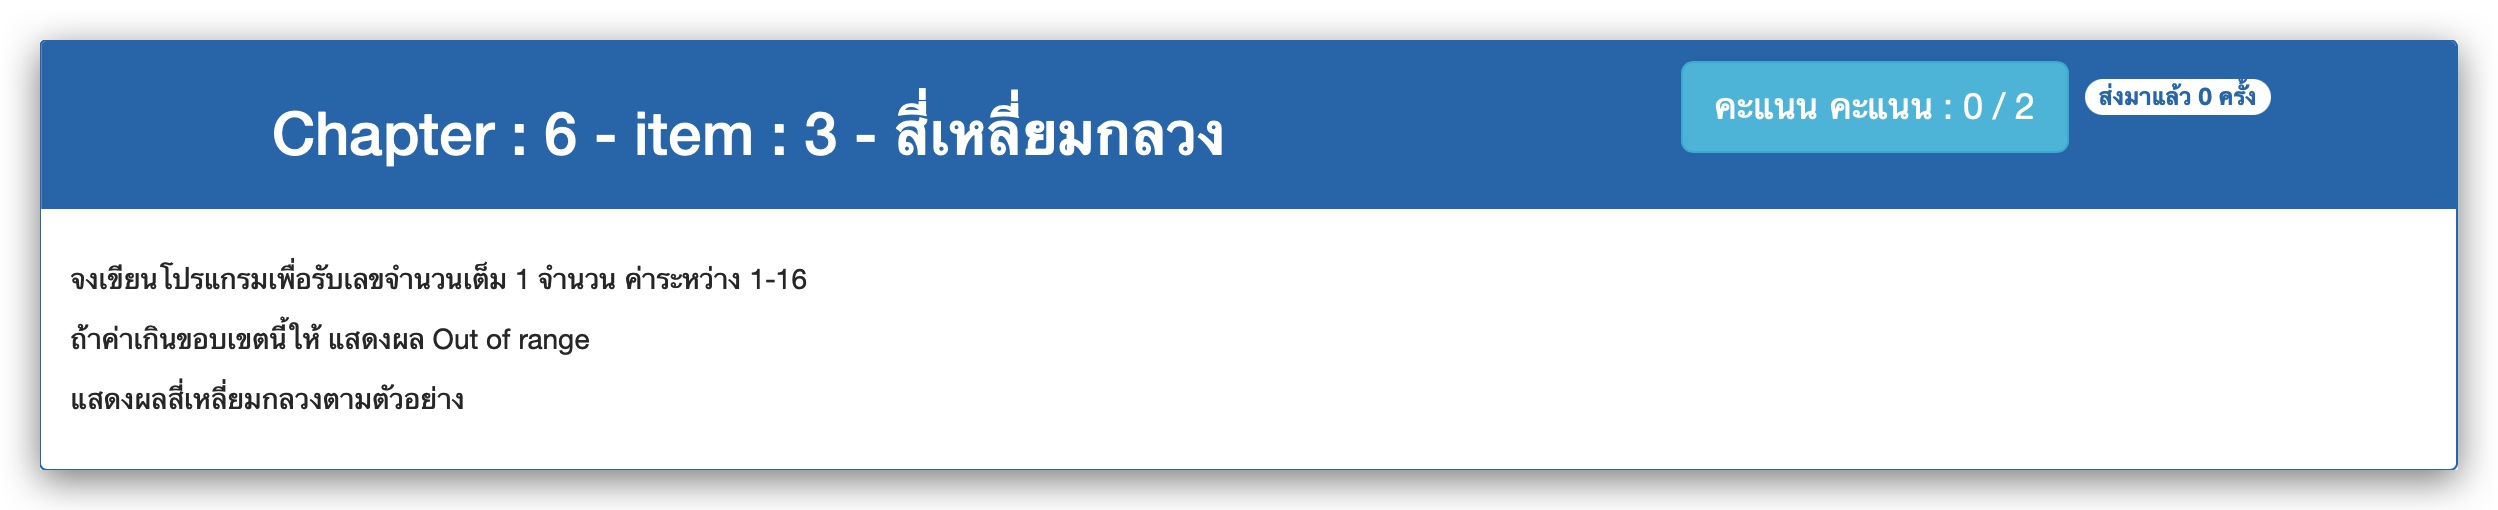 Chapter : 6 - item : 3 - สี่เหลี่ยมกลวง
คะแนน คะแนน : 0 / 2
ส่งมาแล้ว 0 ครั้ง
จงเขียนโปรแกรมเพื่อรับเลขจำนวนเต็ม 1 จำนวน ค่าระหว่าง 1-16
ถ้าค่าเกินขอบเขตนี้ให้ แสดงผล Out of range
แสดงผลสี่เหลี่ยมกลวงตามตัวอย่าง